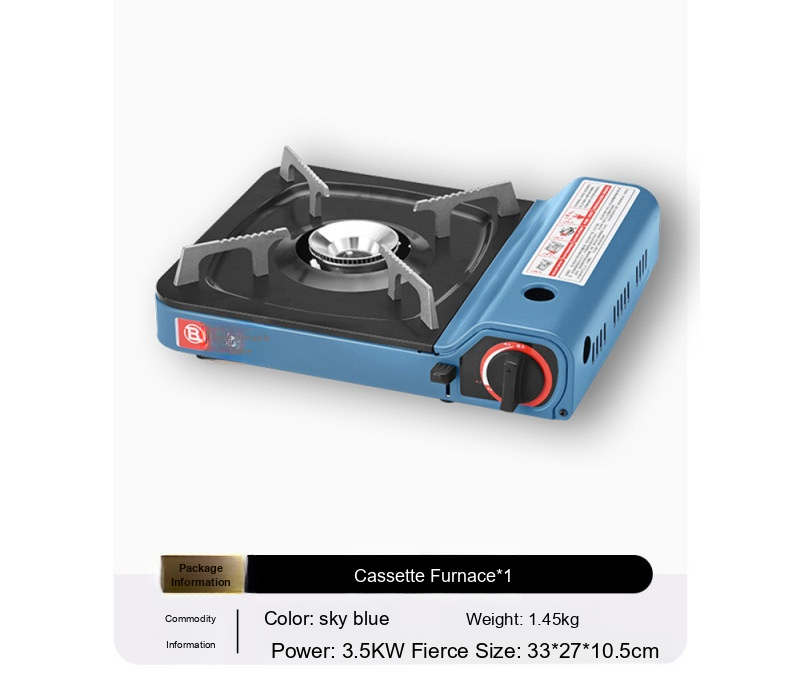 B
Package
Information
Cassette Furnace*1
Commodity
Information
Color: sky blue
Weight: 1.45kg
Power: 3.5KW Fierce Size: 33*27*10.5cm